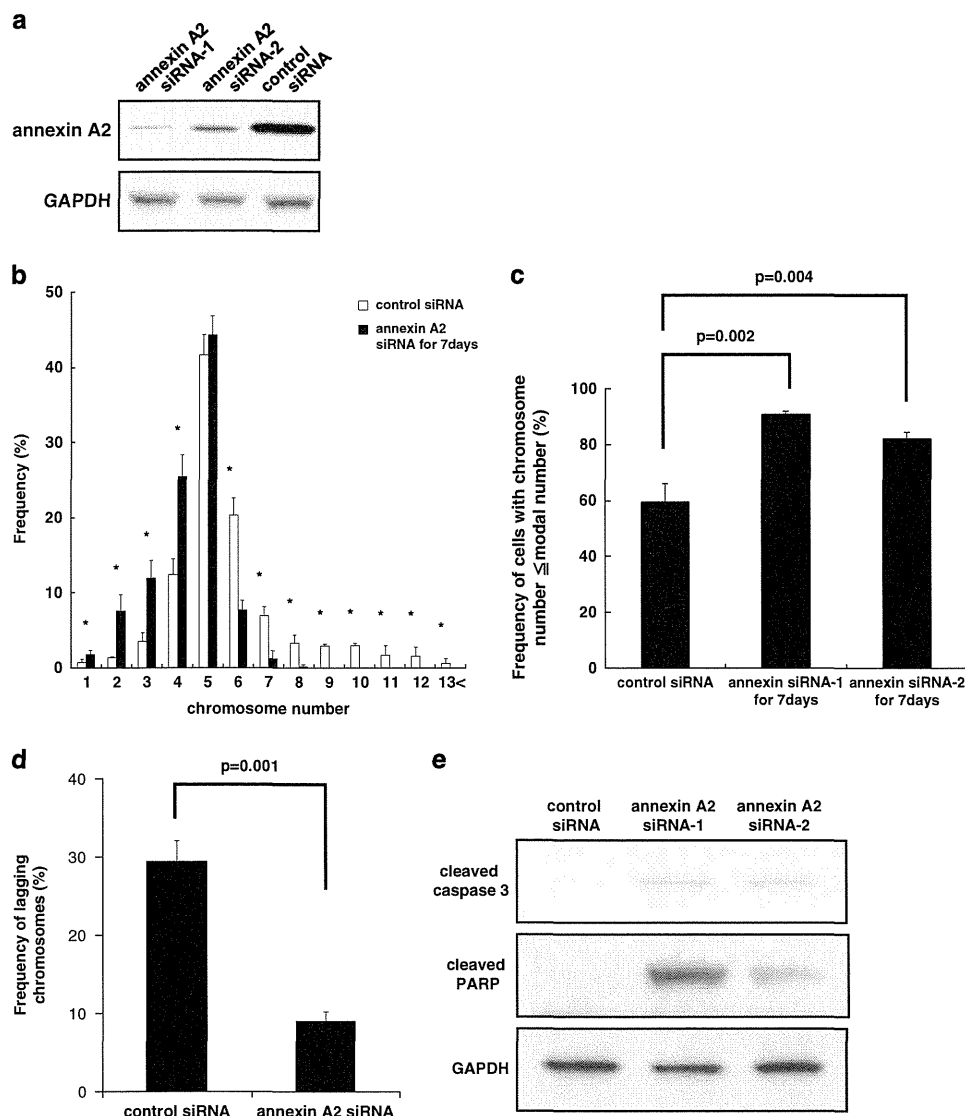 a
annexin A2
siRNA-1
annexin A2
siRNA-2
control
siRNA
annexin A2
GAPDH
b
50
40
30
20
10
0
Frequency (%)
control siRNA
annexin A2
siRNA for 7days
* * * * * * * * * * * *
1 2 3 4 5 6 7 8 9 10 11 12 13<
chromosome number
c
p=0.004
p=0.002
100
80
60
40
20
0
Frequency of cells with chromosome
number ≦modal number (%)
control siRNA
annexin siRNA-1
for 7days
annexin siRNA-2
for 7days
d
p=0.001
40
30
20
10
0
Frequency of lagging
chromosomes (%)
control siRNA
annexin A2 siRNA
e
control
siRNA
annexin A2
siRNA-1
annexin A2
siRNA-2
cleaved
caspase 3
cleaved
PARP
GAPDH